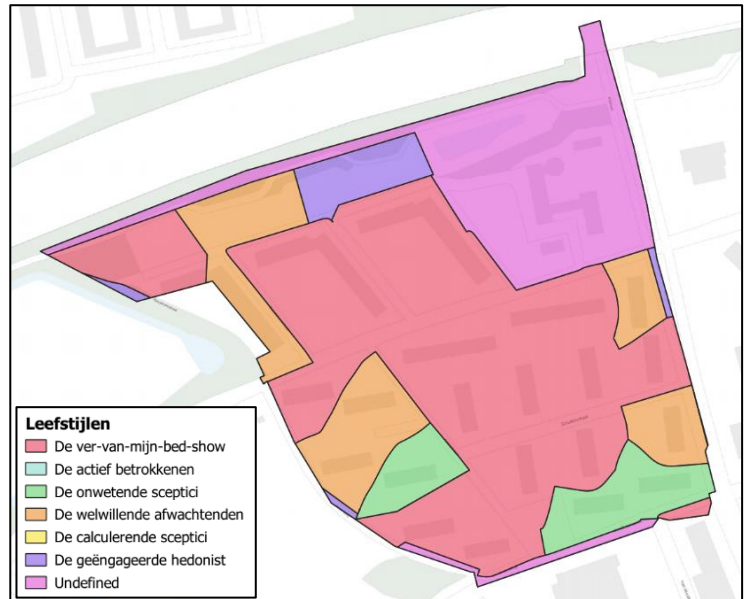 Leefstijlen
De ver-van-mijn-bed-show
De actief betrokkenen
De onwetende sceptici
De welwillende afwachtenden
De calculerende sceptici
De geëngageerde hedonist
Undefined